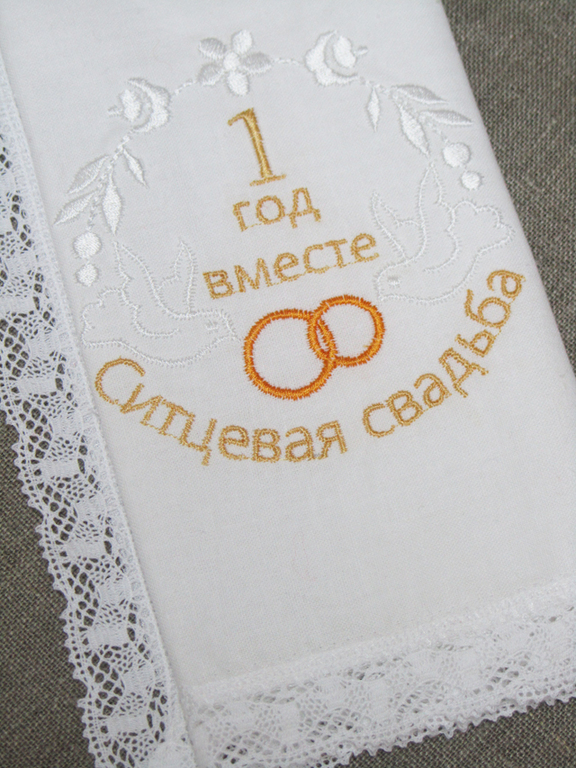 1
год
вместе
Ситцевая свадьба